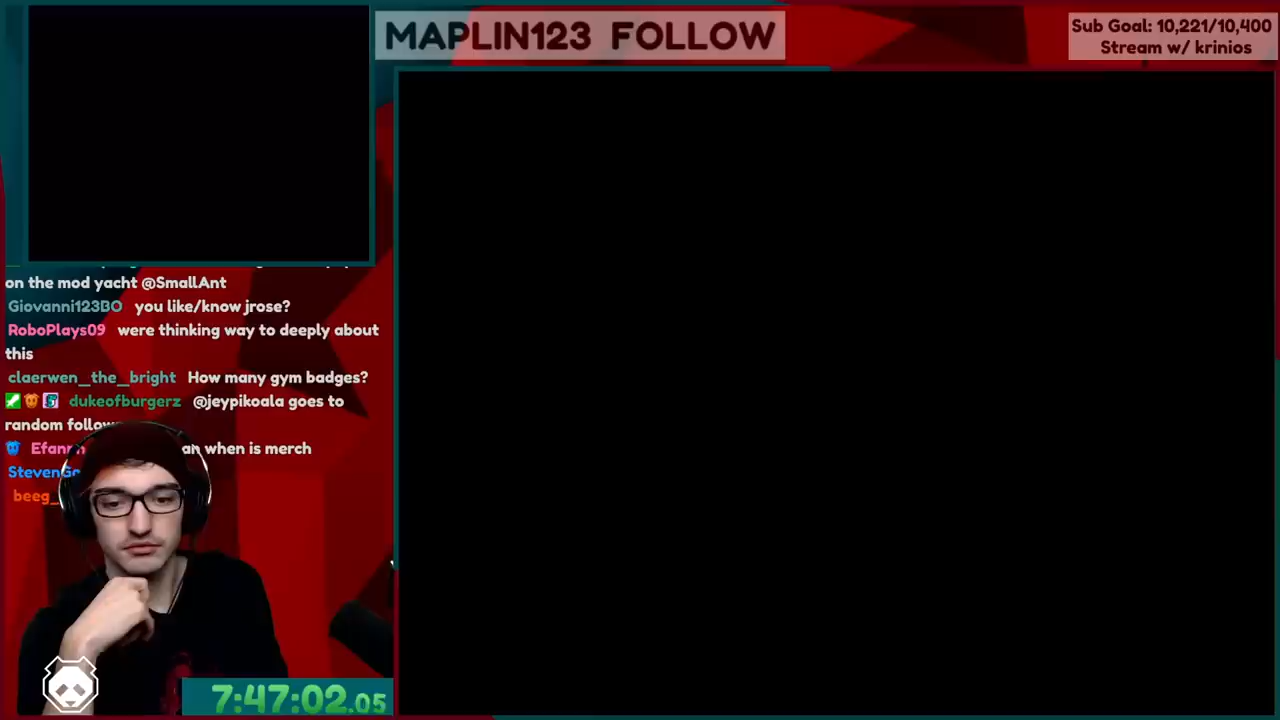 MAPLIN123 FOLLOW
Sub Goal: 10,221/10,400
Stream w/ krinios
on the mod yacht @SmallAnt
Giovanni123BO you like/know jrose?
RoboPlays09 were thinking way to deeply about
this
claerwen_the_bright How many gym badges?
dukeofburgerz @jeypikoala goes to
random
when is merch
7:47:02.05